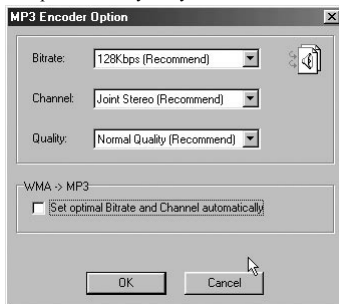 MP3 Encoder Option
Bitrate: 128Kbps (Recommend)
Channel: Joint Stereo (Recommend)
Quality: Normal Quality (Recommend)
WMA -> MP3
Set optimal Bitrate and Channel automatically
OK Cancel